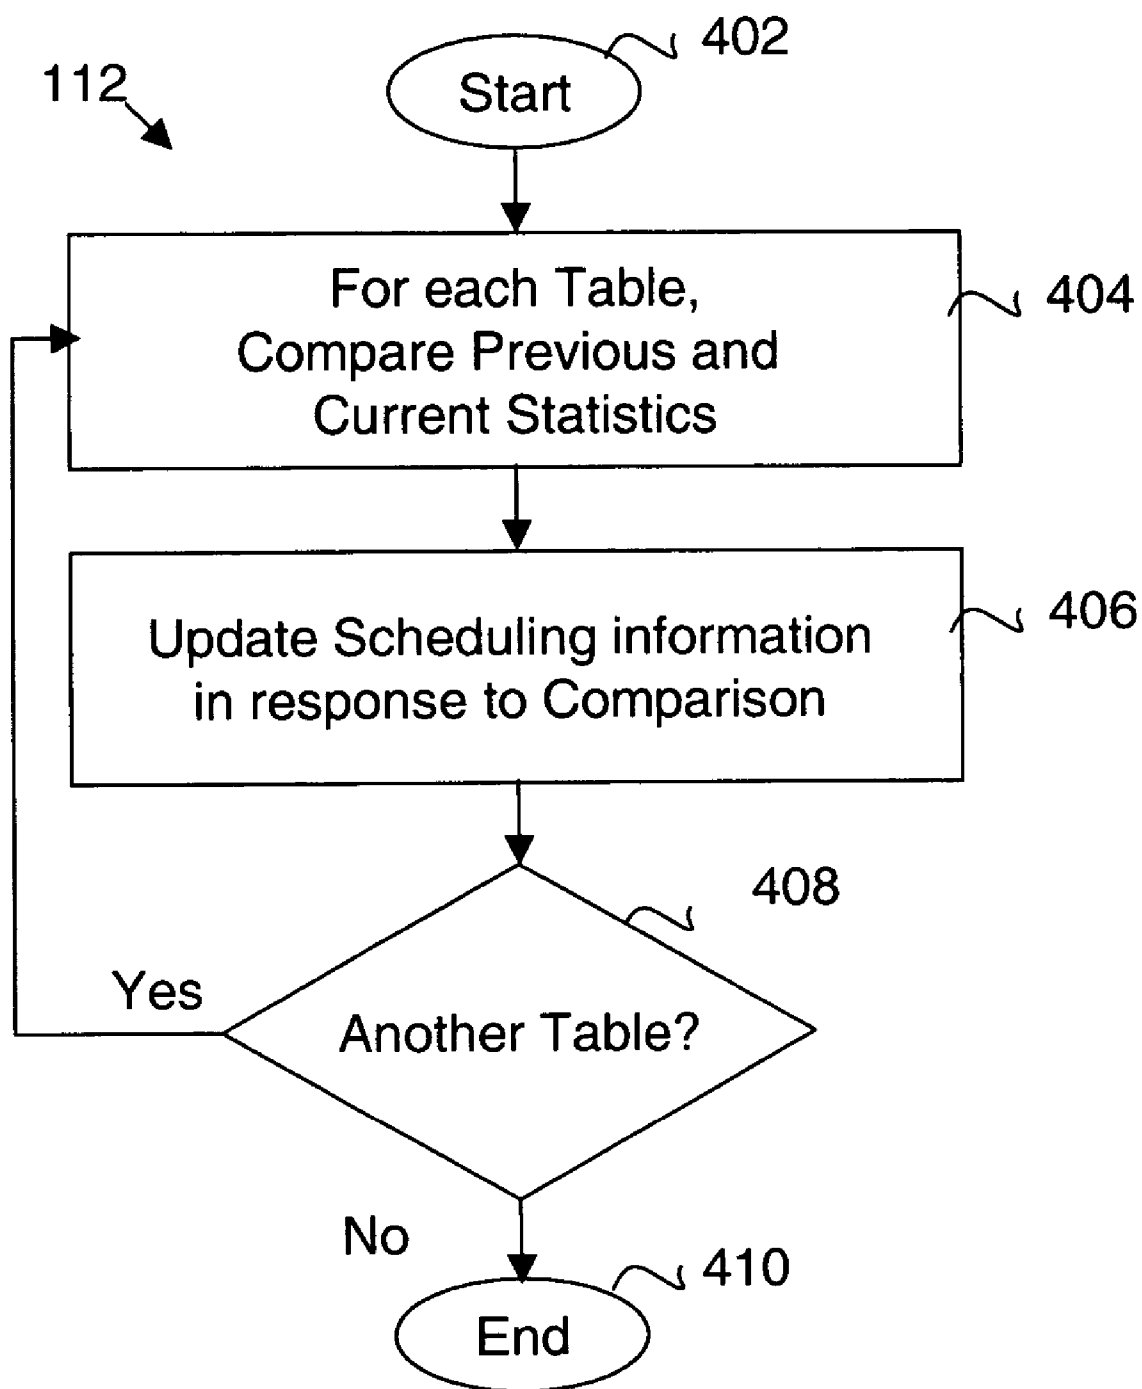 402
Start
112
For each Table,
Compare Previous and
Current Statistics
404
Update Scheduling information
in response to Comparison
406
408
Yes
Another Table?
No
410
End